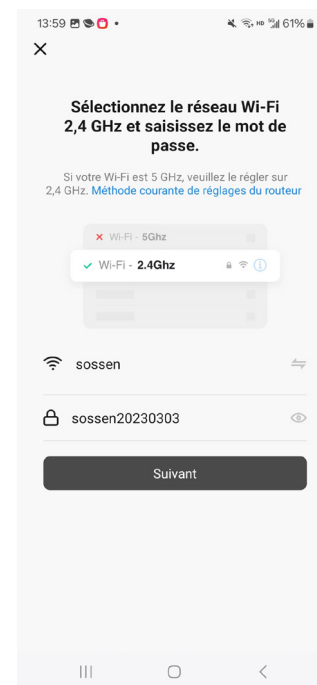 13:59 61%
Sélectionnez le réseau Wi-Fi
2,4 GHz et saisissez le mot de
passe.
Si votre Wi-Fi est 5 GHz, veuillez le régler sur
2,4 GHz. Méthode courante de réglages du routeur
Wi-Fi - 5Ghz
Wi-Fi - 2.4Ghz
sossen
sossen20230303
Suivant